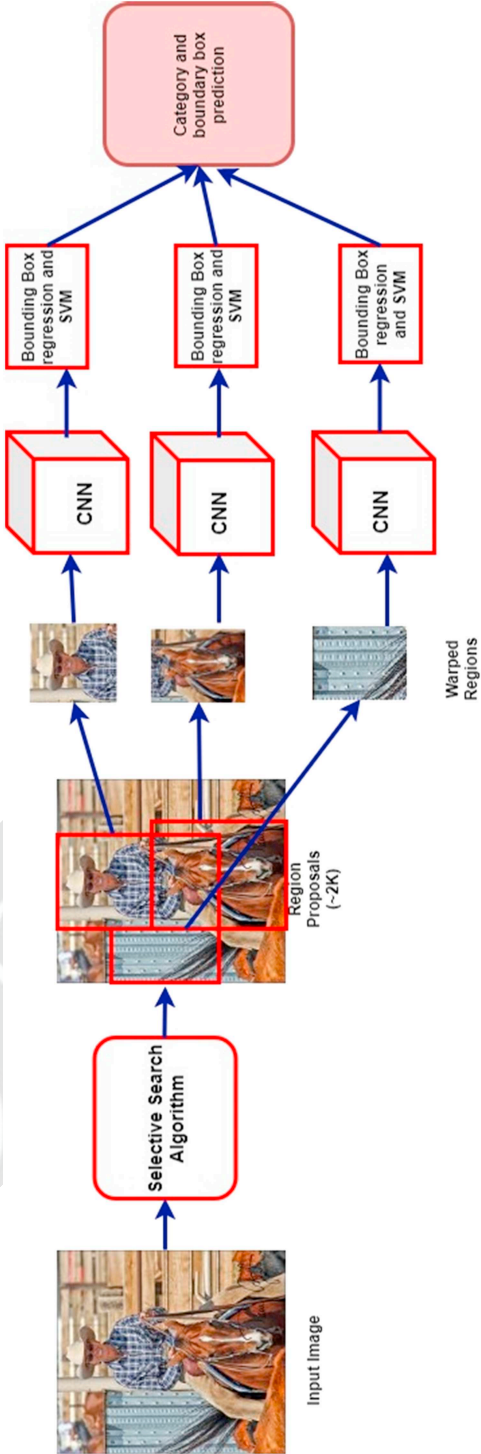 Input Image
Selective Search
Algorithm
Region
Proposals
(~2K)
Warped
Regions
CNN
CNN
CNN
Bounding Box
regression and
SVM
Bounding Box
regression and
SVM
Bounding Box
regression
and SVM
Category and
boundary box
prediction